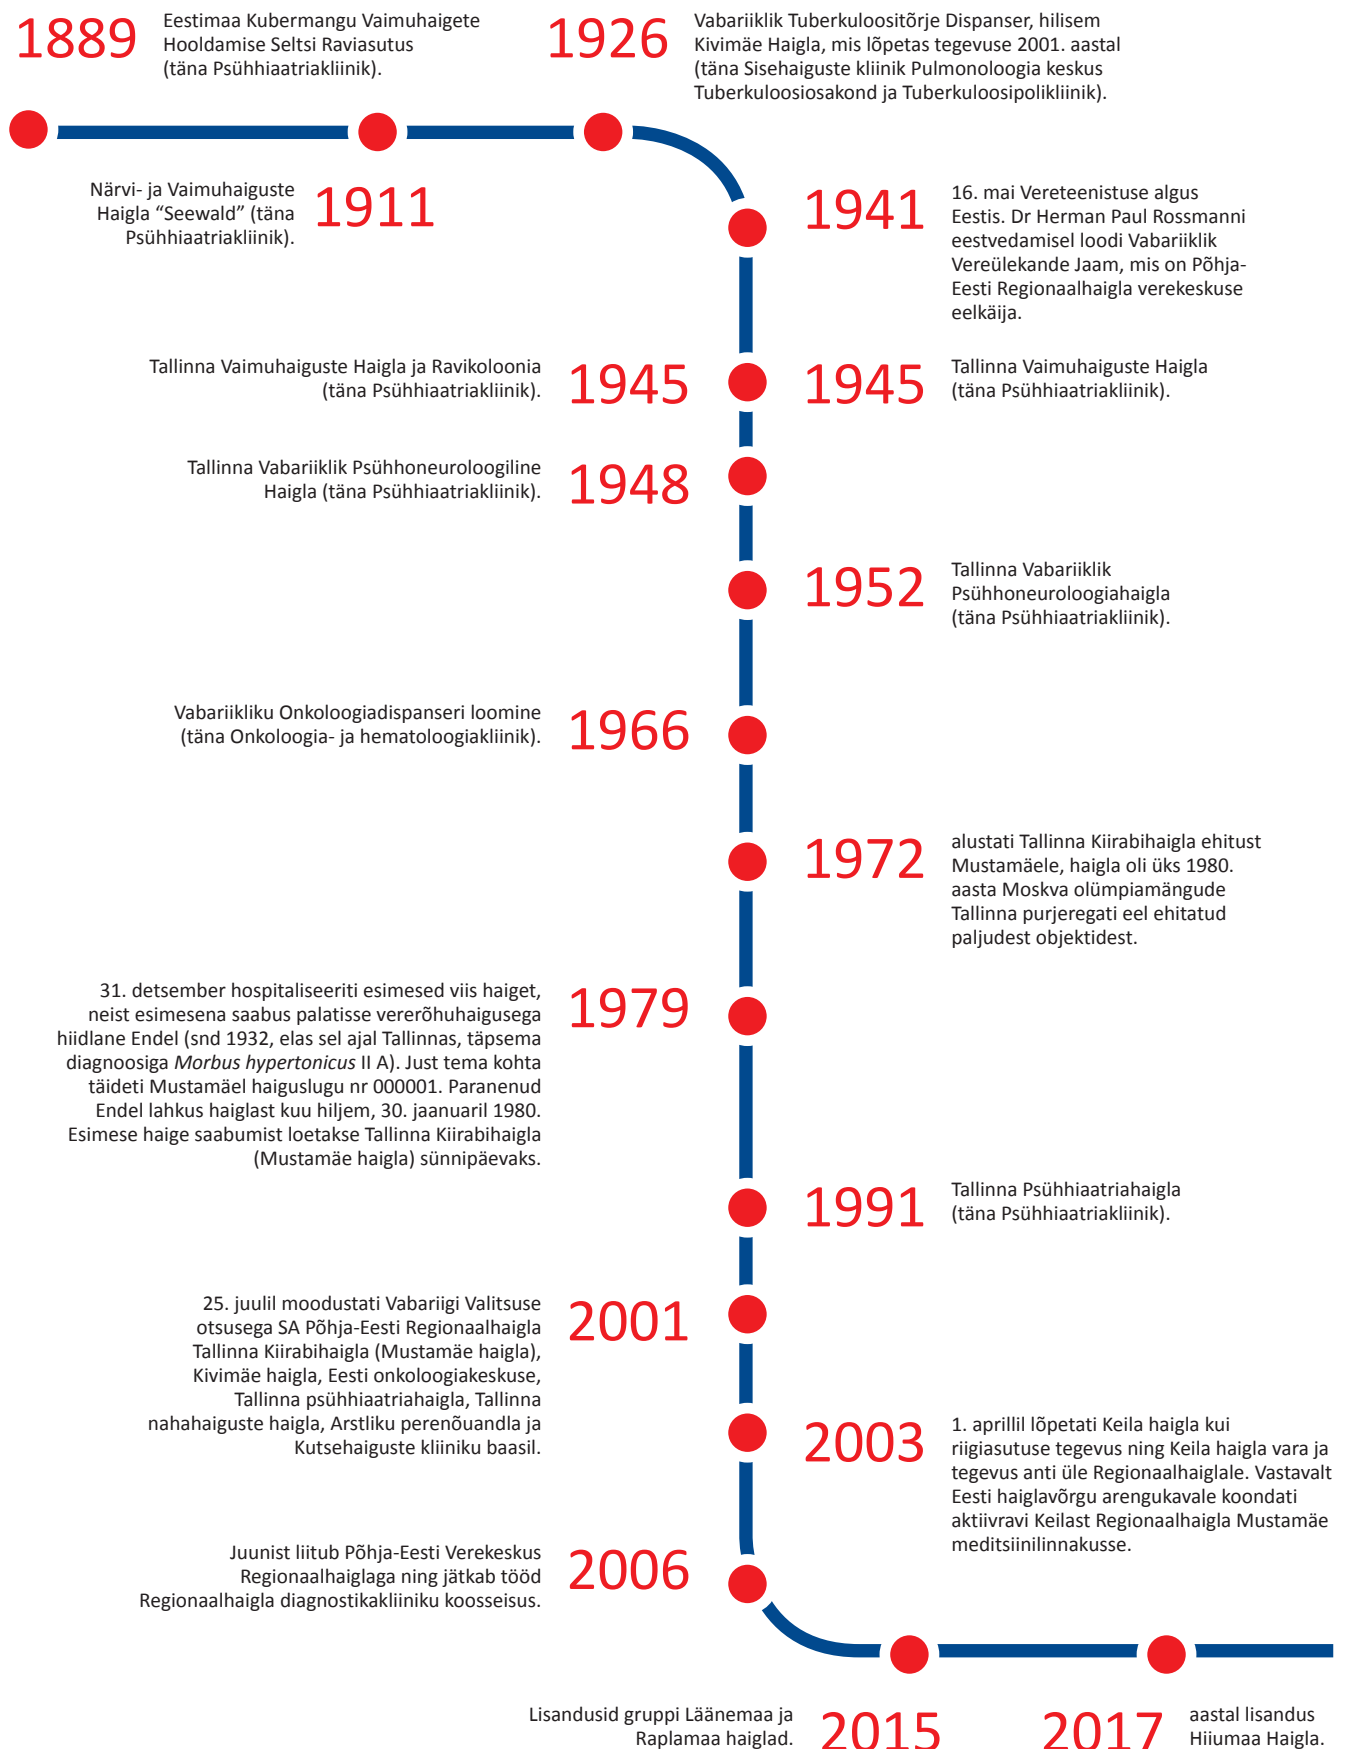 1889
Eestimaa Kubermangu Vaimuhaigete
Hooldamise Seltsi Raviasutus
(täna Psühhiaatriakliinik).
1926
Vabariiklik Tuberkuloositõrje Dispanser, hilisem
Kivimäe Haigla, mis lõpetas tegevuse 2001. aastal
(täna Sisehaiguste kliinik Pulmonoloogia keskus
Tuberkuloosiosakond ja Tuberkuloosipolikliinik).
Närvi- ja Vaimuhaiguste
Haigla “Seewald” (täna
Psühhiaatriakliinik).
1911
1941
16. mai Vereteenistuse algus
Eestis. Dr Herman Paul Rossmanni
eestvedamisel loodi Vabariiklik
Vereülekande Jaam, mis on Põhja-
Eesti Regionaalhaigla verekeskuse
eelkäija.
Tallinna Vaimuhaiguste Haigla ja Ravikoloonia
(täna Psühhiaatriakliinik).
1945
1945
Tallinna Vaimuhaiguste Haigla
(täna Psühhiaatriakliinik).
Tallinna Vabariiklik Psühhoneuroloogiline
Haigla (täna Psühhiaatriakliinik).
1948
1952
Tallinna Vabariiklik
Psühhoneuroloogiahaigla
(täna Psühhiaatriakliinik).
Vabariikliku Onkoloogiadispanseri loomine
(täna Onkoloogia- ja hematoloogiakliinik).
1966
1972
alustati Tallinna Kiirabihaigla ehitust
Mustamäele, haigla oli üks 1980.
aasta Moskva olümpiamängude
Tallinna purjeregati eel ehitatud
paljudest objektidest.
31. detsember hospitaliseeriti esimesed viis haiget,
neist esimesena saabus palatisse vererõhuhaigusega
hiidlane Endel (snd 1932, elas sel ajal Tallinnas, täpsema
diagnoosiga Morbus hypertonicus II A). Just tema kohta
täideti Mustamäel haiguslugu nr 000001. Paranenud
Endel lahkus haiglast kuu hiljem, 30. jaanuaril 1980.
Esimese haige saabumist loetakse Tallinna Kiirabihaigla
(Mustamäe haigla) sünnipäevaks.
1979
1991
Tallinna Psühhiaatriahaigla
(täna Psühhiaatriakliinik).
25. juulil moodustati Vabariigi Valitsuse
otsusega SA Põhja-Eesti Regionaalhaigla
Tallinna Kiirabihaigla (Mustamäe haigla),
Kivimäe haigla, Eesti onkoloogiakeskuse,
Tallinna psühhiaatriahaigla, Tallinna
nahahaiguste haigla, Arstliku perenõuandla ja
Kutsehaiguste kliiniku baasil.
2001
2003
1. aprillil lõpetati Keila haigla kui
riigiasutuse tegevus ning Keila haigla vara ja
tegevus anti üle Regionaalhaiglale. Vastavalt
Eesti haiglavõrgu arengukavale koondati
aktiivravi Keilast Regionaalhaigla Mustamäe
meditsiinilinnakusse.
Juunist liitub Põhja-Eesti Verekeskus
Regionaalhaiglaga ning jätkab tööd
Regionaalhaigla diagnostikakliiniku koosseisus.
2006
Lisandusid gruppi Läänemaa ja
Raplamaa haiglad.
2015
2017
aastal lisandus
Hiiumaa Haigla.